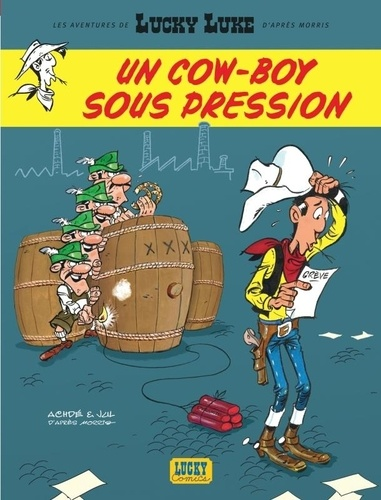 LES AVENTURES DE LUCKY LUKE D'APRÈS MORRIS
UN COW-BOY
SOUS PRESSION
XXX
GRÈVE
ACHDÉ & JUL
D'APRÈS MORRIS
LUCKY
Comics